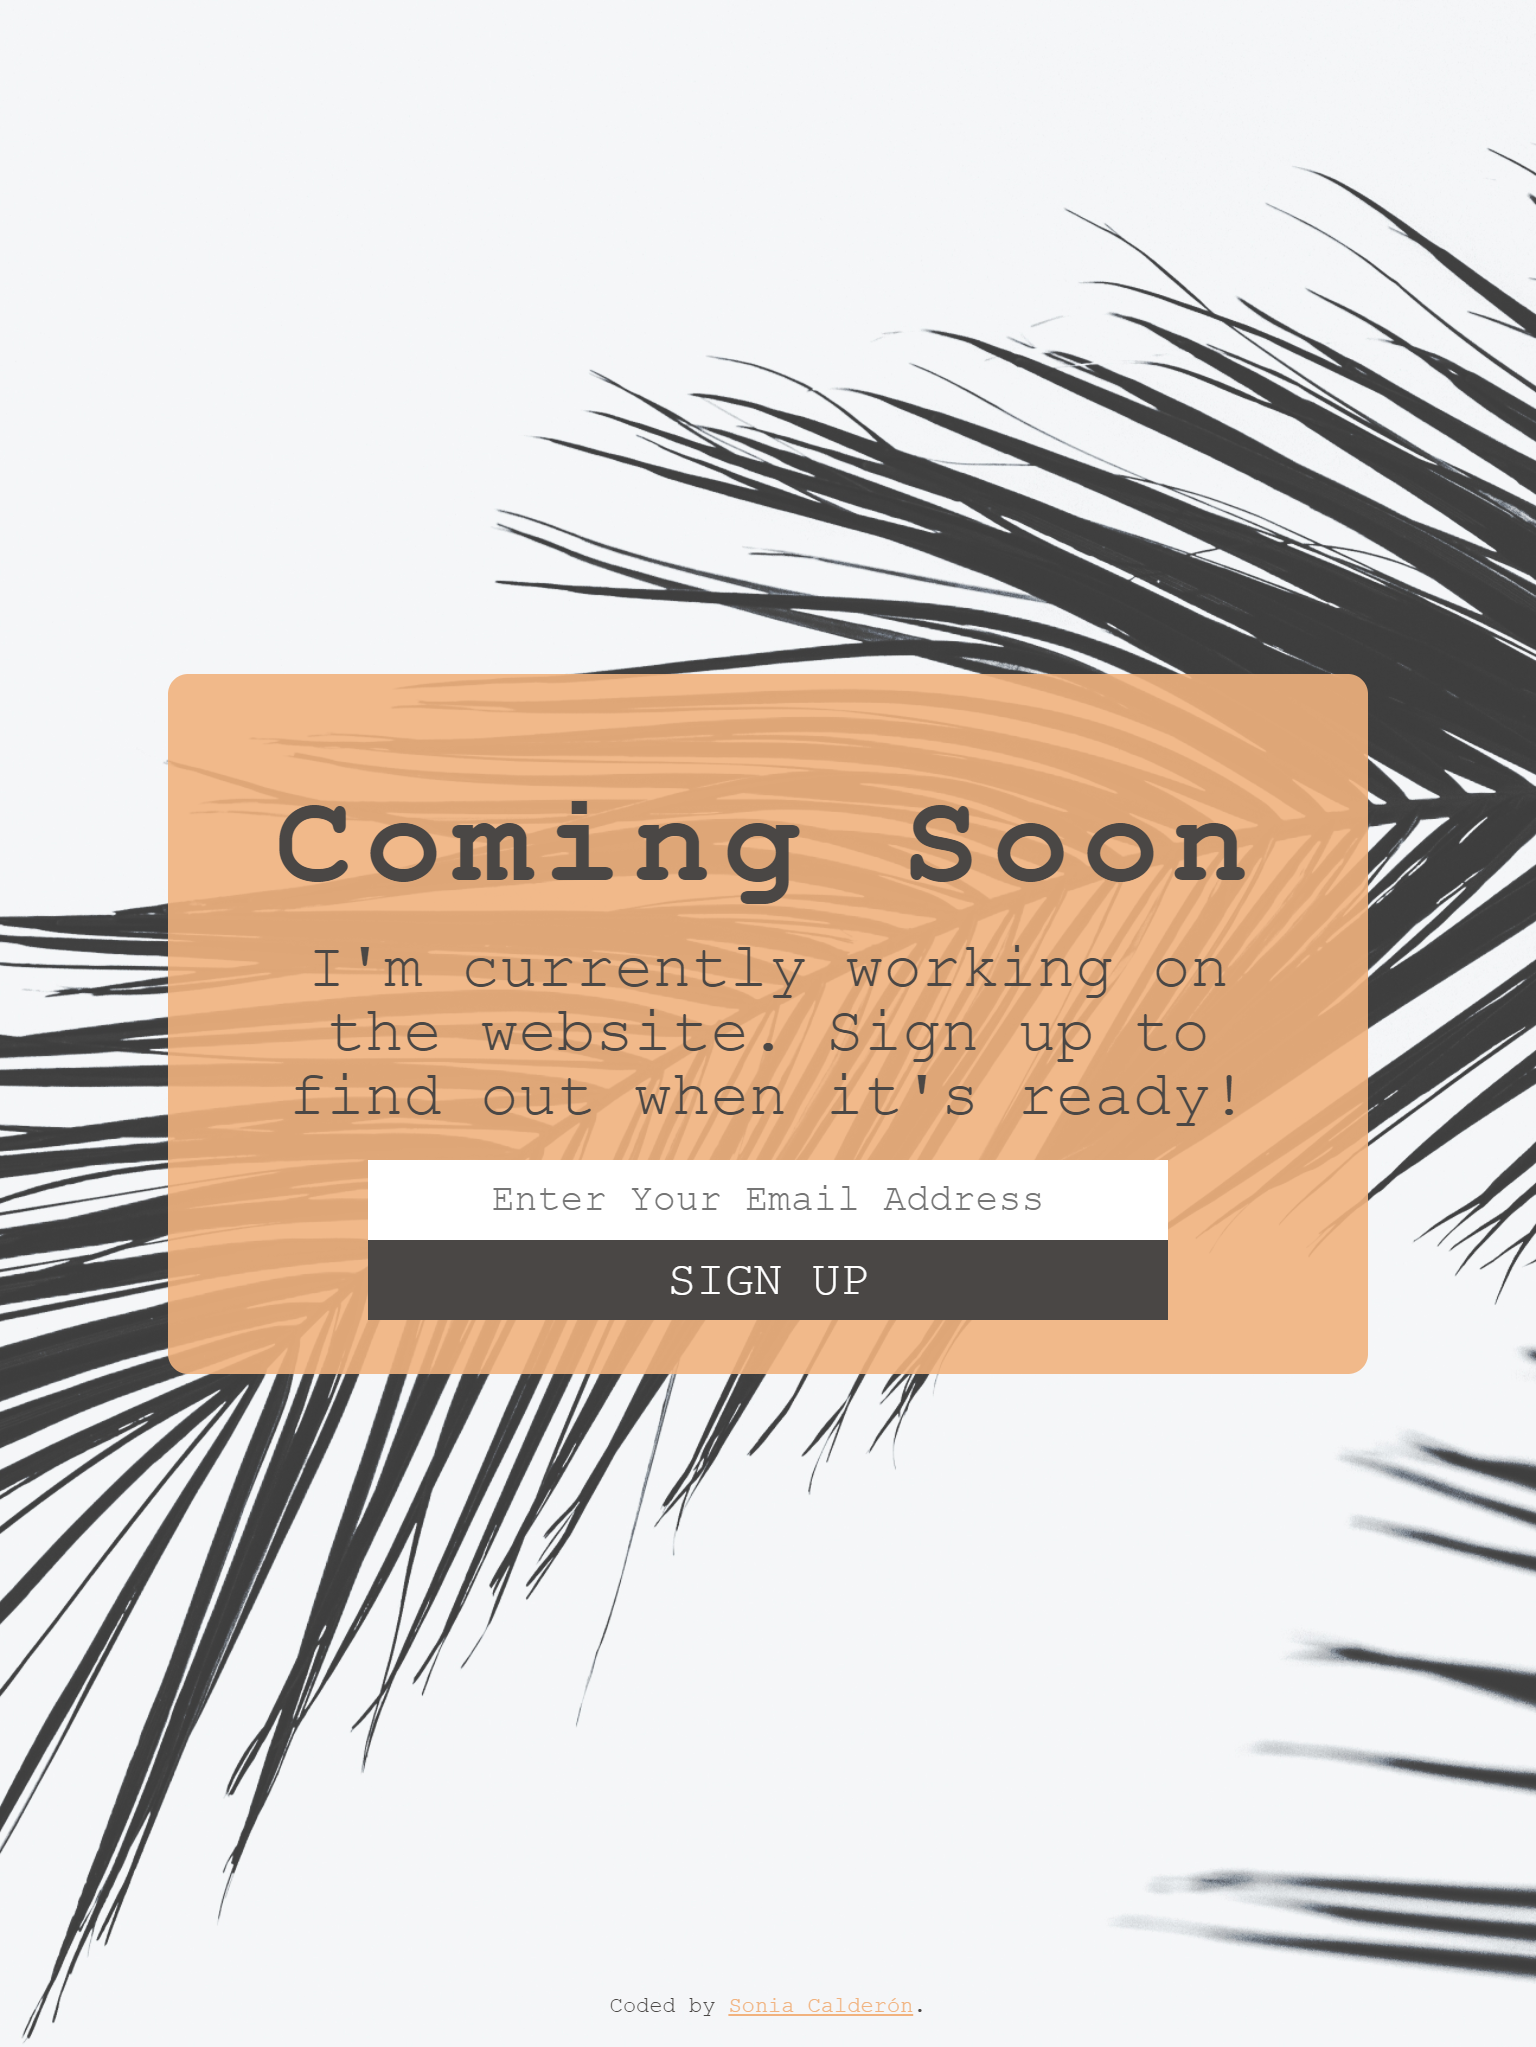 Coming Soon
I'm currently working on
the website. Sign up to
find out when it's ready!
Enter Your Email Address
SIGN UP
Coded by Sonia Calderón.